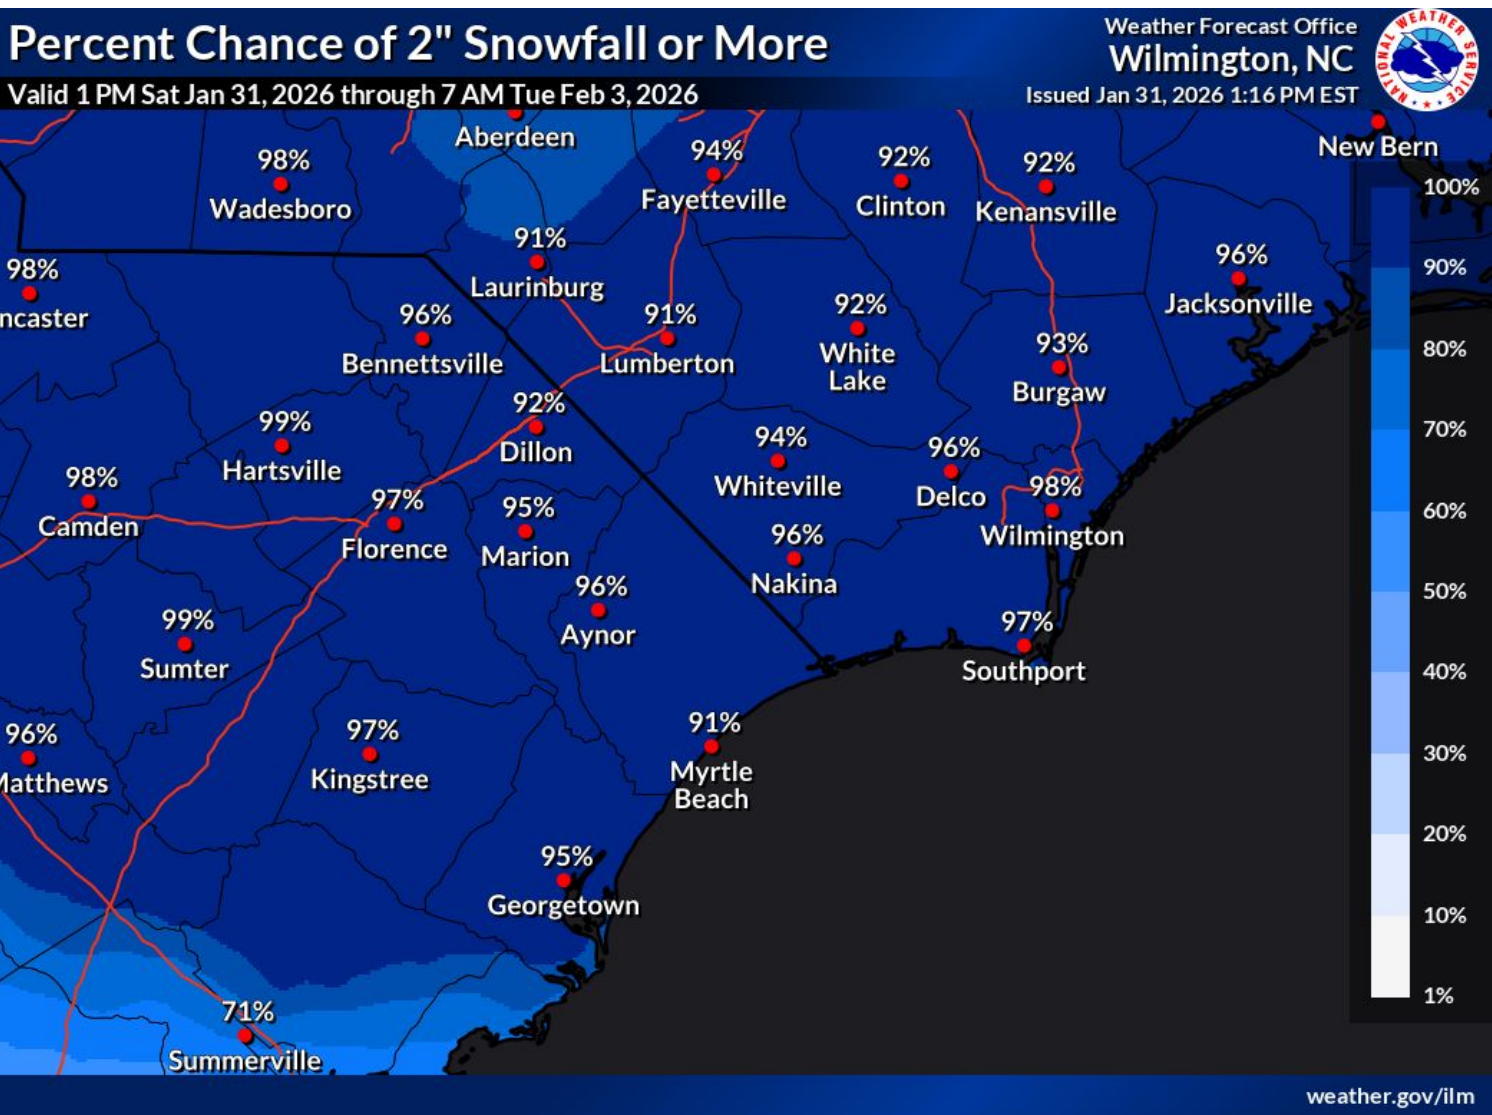 Percent Chance of 2" Snowfall or More
Valid 1 PM Sat Jan 31, 2026 through 7 AM Tue Feb 3, 2026
Weather Forecast Office
Wilmington, NC
Issued Jan 31, 2026 1:16 PM EST
NATIONAL WEATHER SERVICE
Aberdeen
New Bern
98%
Wadesboro
94%
Fayetteville
92%
Clinton
92%
Kenansville
98%
ncaster
91%
Laurinburg
96%
Jacksonville
96%
Bennettsville
91%
Lumberton
92%
White
Lake
93%
Burgaw
99%
Hartsville
92%
Dillon
94%
Whiteville
96%
Delco
98%
Camden
97%
Florence
95%
Marion
98%
Wilmington
96%
Nakina
96%
Aynor
99%
Sumter
97%
Southport
96%
Matthews
97%
Kingstree
91%
Myrtle
Beach
95%
Georgetown
71%
Summerville
100%
90%
80%
70%
60%
50%
40%
30%
20%
10%
1%
weather.gov/ilm